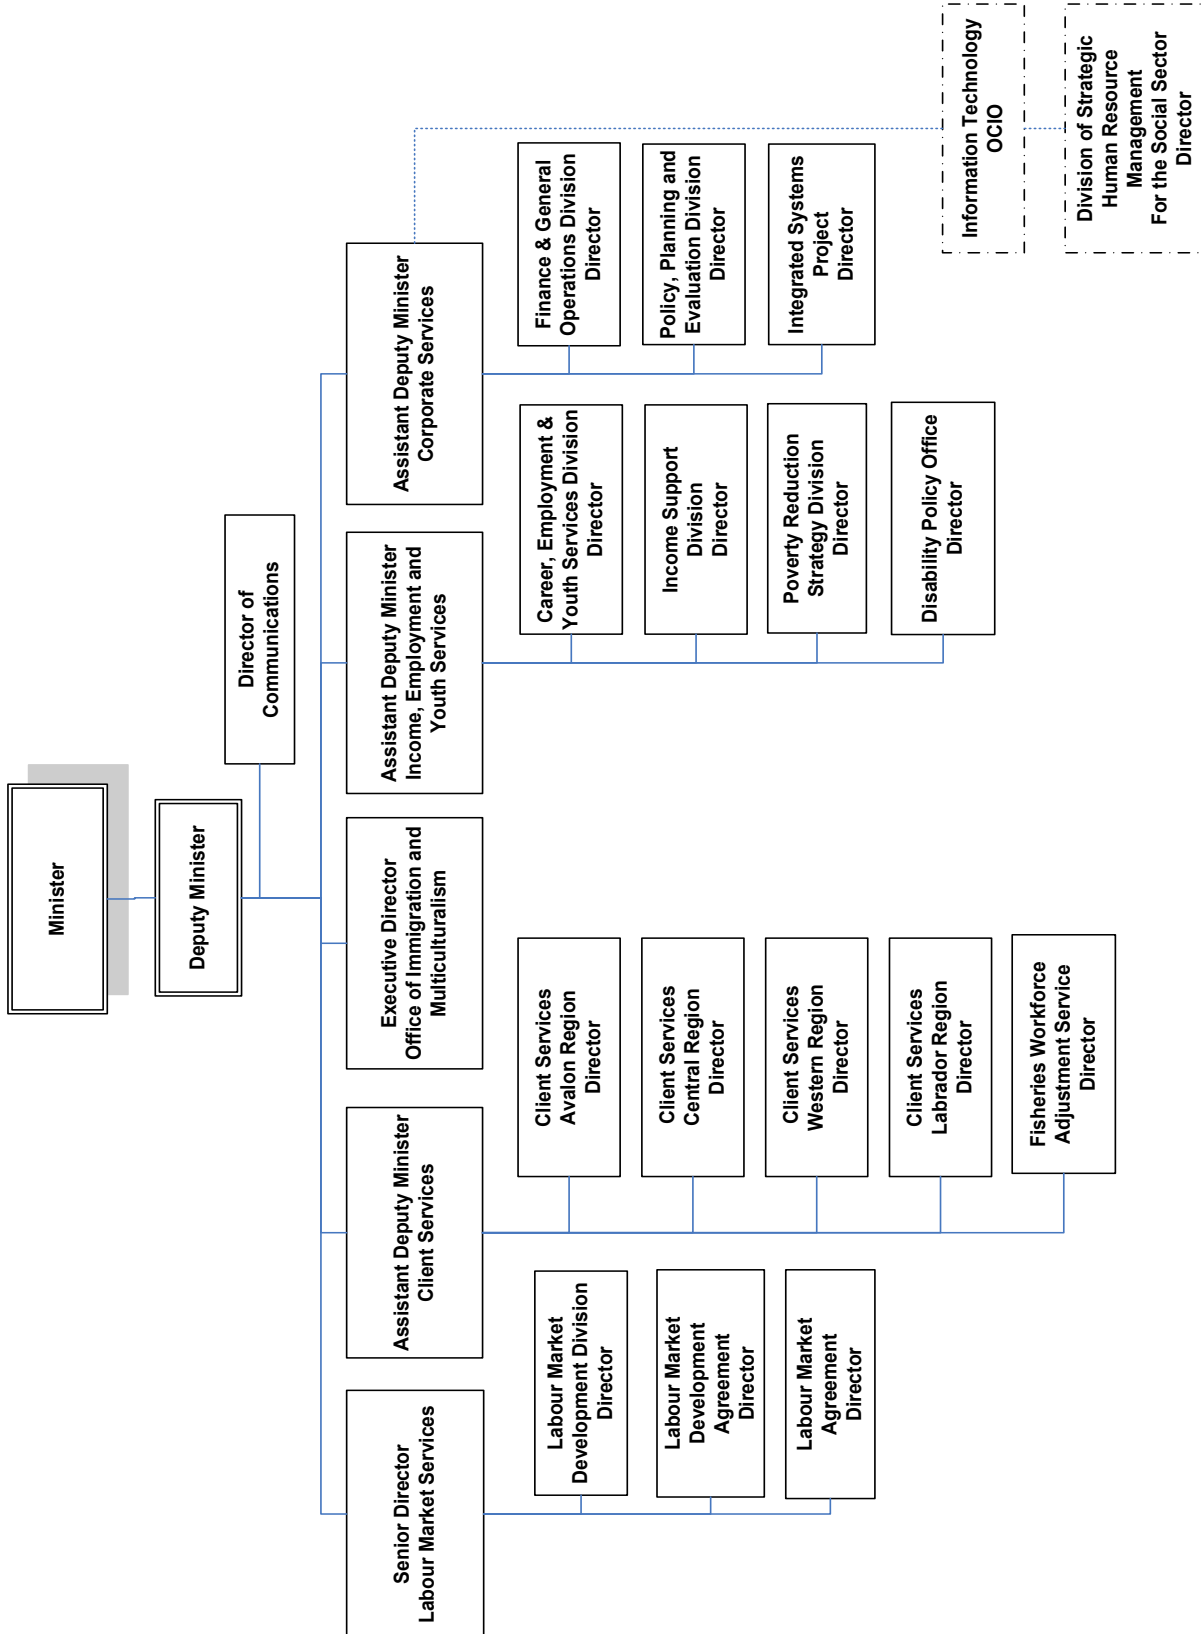 Minister
Deputy Minister
Director of
Communications
Senior Director
Labour Market Services
Assistant Deputy Minister
Client Services
Executive Director
Office of Immigration and
Multiculturalism
Assistant Deputy Minister
Income, Employment and
Youth Services
Assistant Deputy Minister
Corporate Services
Labour Market
Development Division
Director
Labour Market
Development
Agreement
Director
Labour Market
Agreement
Director
Client Services
Avalon Region
Director
Client Services
Central Region
Director
Client Services
Western Region
Director
Client Services
Labrador Region
Director
Fisheries Workforce
Adjustment Service
Director
Career, Employment &
Youth Services Division
Director
Income Support
Division
Director
Poverty Reduction
Strategy Division
Director
Disability Policy Office
Director
Finance & General
Operations Division
Director
Policy, Planning and
Evaluation Division
Director
Integrated Systems
Project
Director
Information Technology
OCIO
Division of Strategic
Human Resource
Management
For the Social Sector
Director